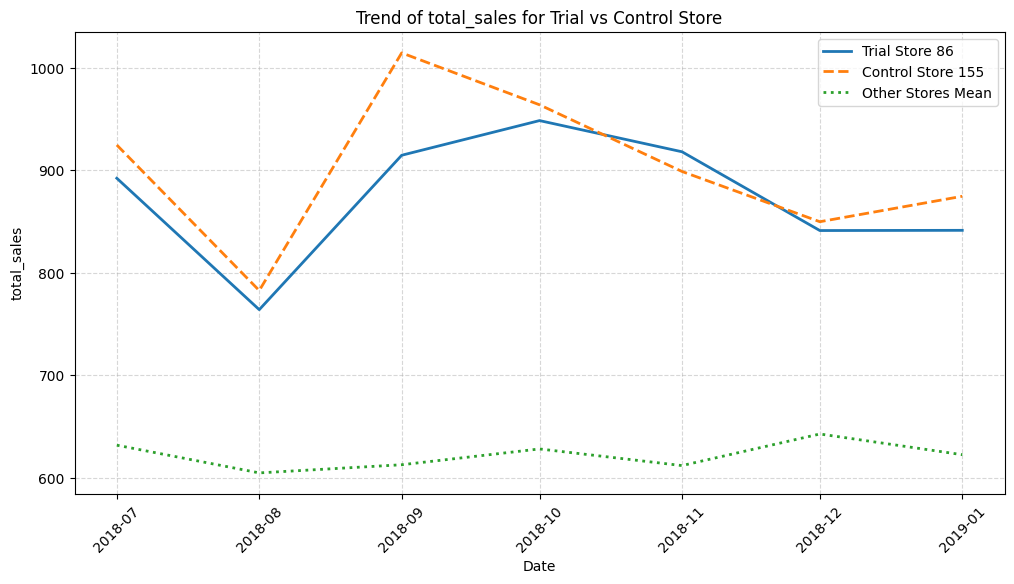 Trend of total_sales for Trial vs Control Store
Trial Store 86
Control Store 155
Other Stores Mean
total_sales
1000
900
800
700
600
2018-07
2018-08
2018-09
2018-10
2018-11
2018-12
2019-01
Date